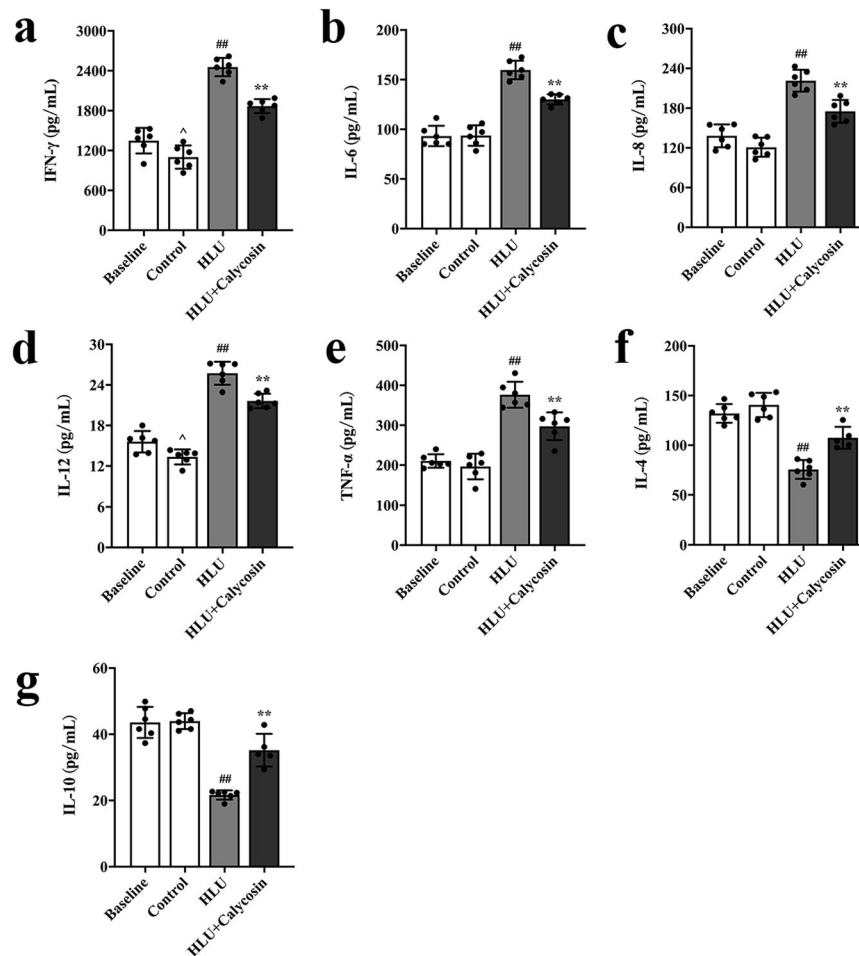 a
IFN-γ (pg/mL)
3000
2400
1800
1200
600
0
^
##
**
Baseline
Control
HLU
HLU+Calycosin
b
IL-6 (pg/mL)
200
150
100
50
0
##
**
Baseline
Control
HLU
HLU+Calycosin
c
IL-8 (pg/mL)
300
240
180
120
60
0
##
**
Baseline
Control
HLU
HLU+Calycosin
d
IL-12 (pg/mL)
30
24
18
12
6
0
^
##
**
Baseline
Control
HLU
HLU+Calycosin
e
TNF-α (pg/mL)
500
400
300
200
100
0
##
**
Baseline
Control
HLU
HLU+Calycosin
f
IL-4 (pg/mL)
200
150
100
50
0
##
**
Baseline
Control
HLU
HLU+Calycosin
g
IL-10 (pg/mL)
60
40
20
0
##
**
Baseline
Control
HLU
HLU+Calycosin